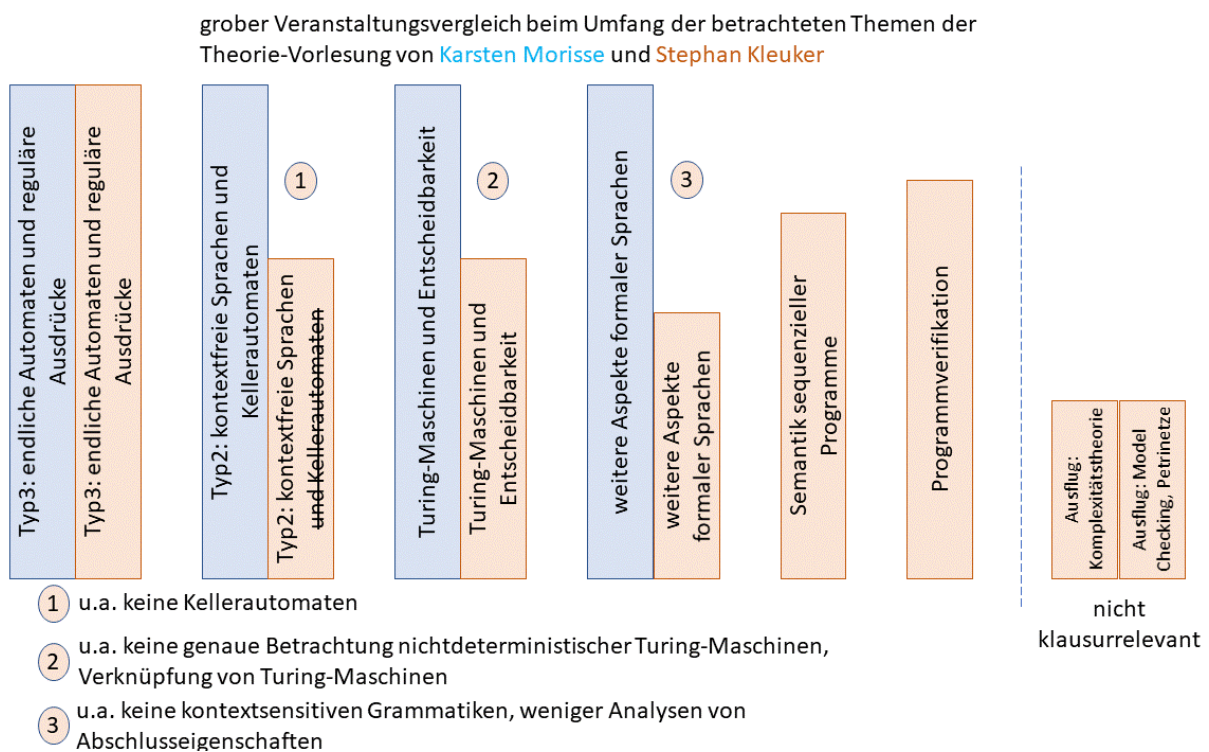 grober Veranstaltungsvergleich beim Umfang der betrachteten Themen der
Theorie-Vorlesung von Karsten Morisse und Stephan Kleuker
Typ3: endliche Automaten und reguläre
Ausdrücke
Typ3: endliche Automaten und reguläre
Ausdrücke
Typ2: kontextfreie Sprachen und
Kellerautomaten
1
Typ2: kontextfreie Sprachen
und Kellerautomaten
Turing-Maschinen und Entscheidbarkeit
2
Turing-Maschinen und
Entscheidbarkeit
weitere Aspekte formaler Sprachen
3
weitere Aspekte
formaler Sprachen
Semantik sequenzieller
Programme
Programmverifikation
Ausflug:
Komplexitätstheorie
Ausflug: Model
Checking, Petrinetze
nicht
klausurrelevant
1 u.a. keine Kellerautomaten
2 u.a. keine genaue Betrachtung nichtdeterministischer Turing-Maschinen,
Verknüpfung von Turing-Maschinen
3 u.a. keine kontextsensitiven Grammatiken, weniger Analysen von
Abschlusseigenschaften